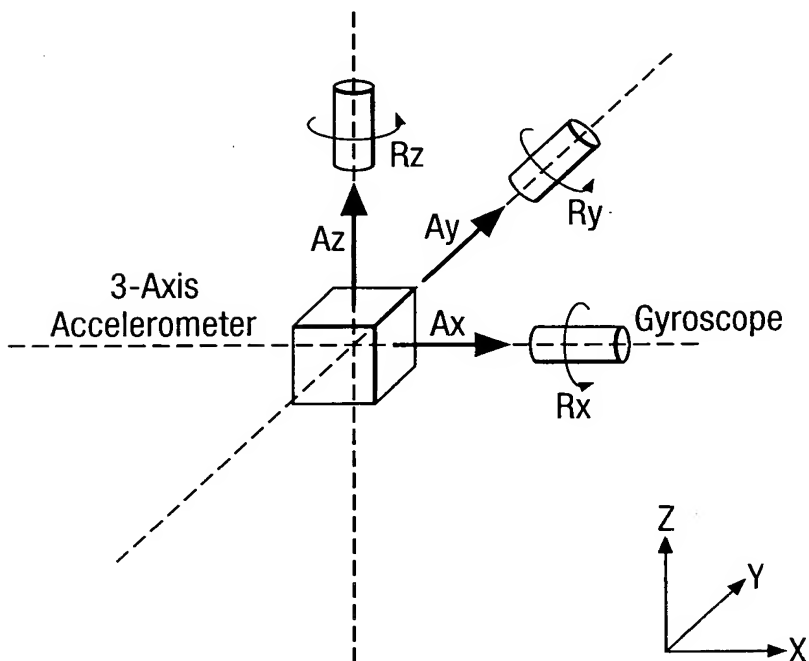 Rz
Ry
Az
Ay
3-Axis
Accelerometer
Ax
Gyroscope
Rx
Z
Y
X